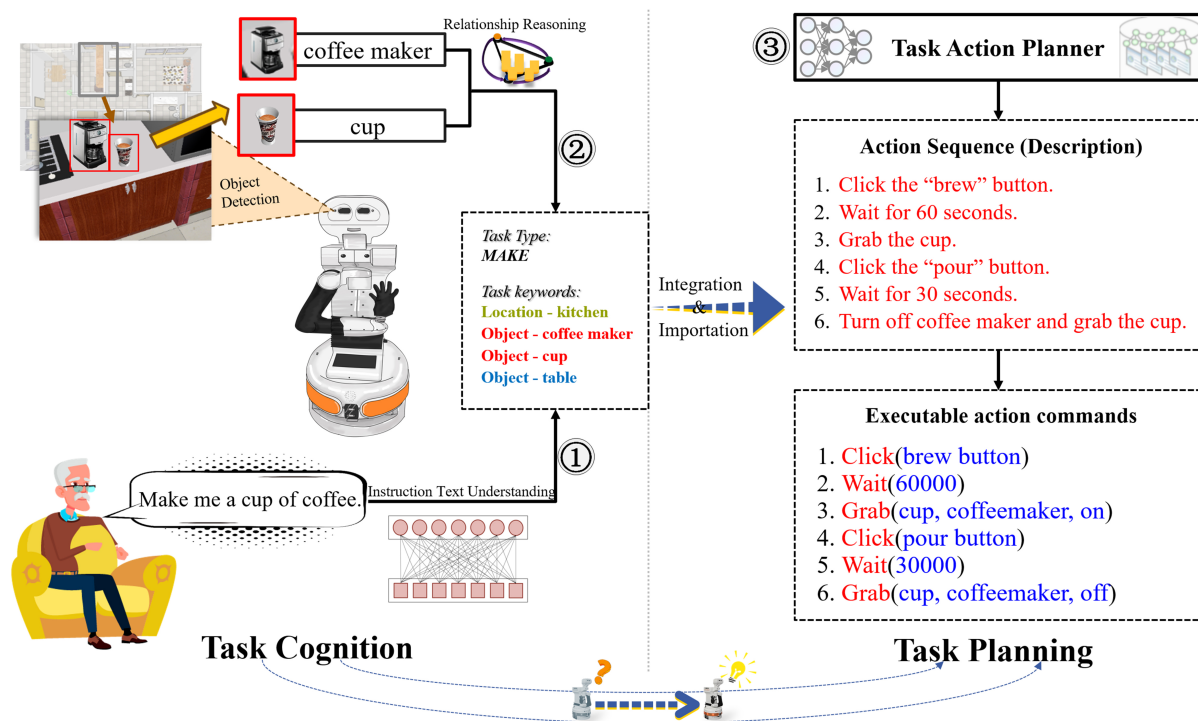 coffee maker
cup
Relationship Reasoning
②
Object
Detection
Task Type:
MAKE
Task keywords:
Location - kitchen
Object - coffee maker
Object - cup
Object - table
①
Make me a cup of coffee.
Instruction Text Understanding
Task Cognition
Integration
&
Importation
③
Task Action Planner
Action Sequence (Description)
1. Click the “brew” button.
2. Wait for 60 seconds.
3. Grab the cup.
4. Click the “pour” button.
5. Wait for 30 seconds.
6. Turn off coffee maker and grab the cup.
Executable action commands
1. Click(brew button)
2. Wait(60000)
3. Grab(cup, coffeemaker, on)
4. Click(pour button)
5. Wait(30000)
6. Grab(cup, coffeemaker, off)
Task Planning
?